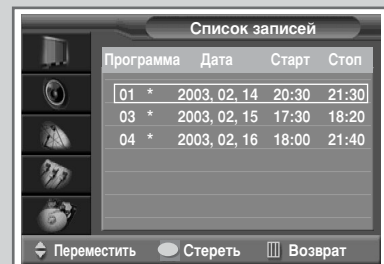 Список записей
Программа Дата Старт Стоп
01 * 2003, 02, 14 20:30 21:30
03 * 2003, 02, 15 17:30 18:20
04 * 2003, 02, 16 18:00 21:40
Переместить Стереть Возврат